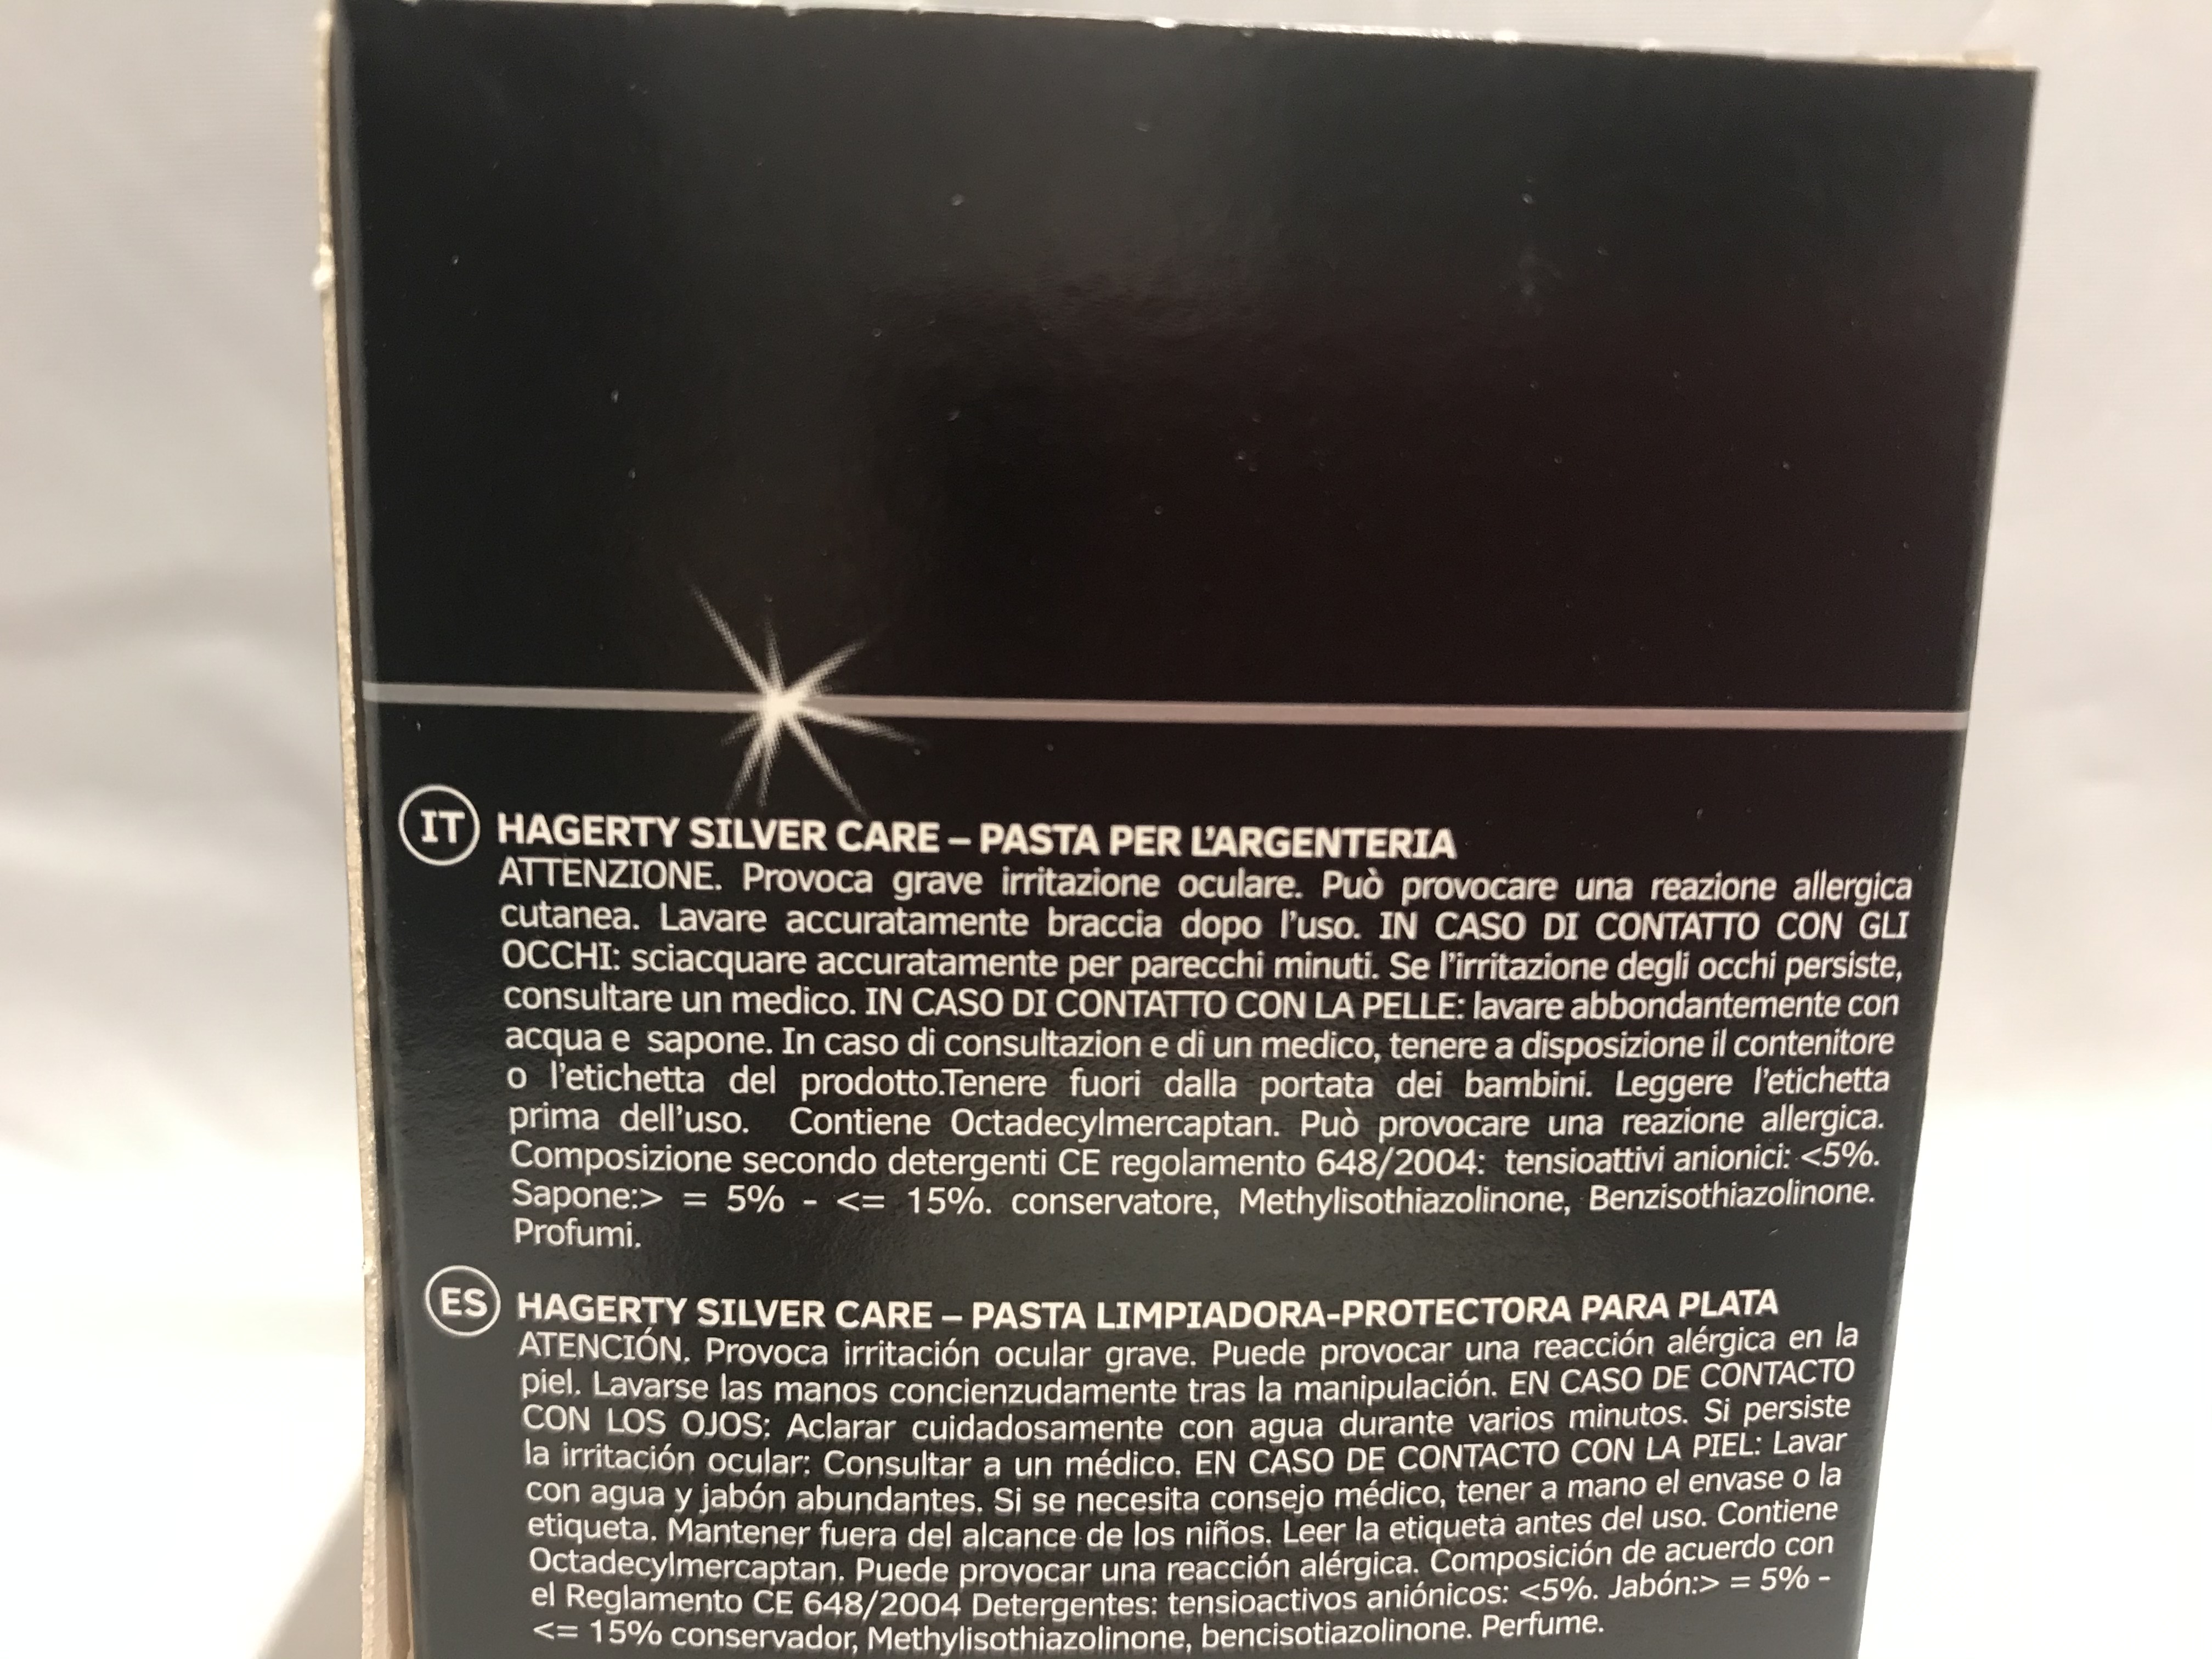 IT HAGERTY SILVER CARE – PASTA PER L'ARGENTERIA
ATTENZIONE. Provoca grave irritazione oculare. Può provocare una reazione allergica
cutanea. Lavare accuratamente braccia dopo l'uso. IN CASO DI CONTATTO CON GLI
OCCHI: sciacquare accuratamente per parecchi minuti. Se l'irritazione degli occhi persiste,
consultare un medico. IN CASO DI CONTATTO CON LA PELLE: lavare abbondantemente con
acqua e sapone. In caso di consultazion e di un medico, tenere a disposizione il contenitore
o l'etichetta del prodotto.Tenere fuori dalla portata dei bambini. Leggere l'etichetta
prima dell'uso. Contiene Octadecylmercaptan. Può provocare una reazione allergica.
Composizione secondo detergenti CE regolamento 648/2004: tensioattivi anionici: <5%.
Sapone:> = 5% - <= 15%. conservatore, Methylisothiazolinone, Benzisothiazolinone.
Profumi.
ES HAGERTY SILVER CARE – PASTA LIMPIADORA-PROTECTORA PARA PLATA
ATENCIÓN. Provoca irritación ocular grave. Puede provocar una reacción alérgica en la
piel. Lavarse las manos concienzudamente tras la manipulación. EN CASO DE CONTACTO
CON LOS OJOS: Aclarar cuidadosamente con agua durante varios minutos. Si persiste
la irritación ocular: Consultar a un médico. EN CASO DE CONTACTO CON LA PIEL: Lavar
con agua y jabón abundantes. Si se necesita consejo médico, tener a mano el envase o la
etiqueta. Mantener fuera del alcance de los niños. Leer la etiqueta antes del uso. Contiene
Octadecylmercaptan. Puede provocar una reacción alérgica. Composición de acuerdo con
el Reglamento CE 648/2004 Detergentes: tensioactivos aniónicos: <5%. Jabón:> = 5% -
<= 15% conservador, Methylisothiazolinone, bencisotiazolinone. Perfume.